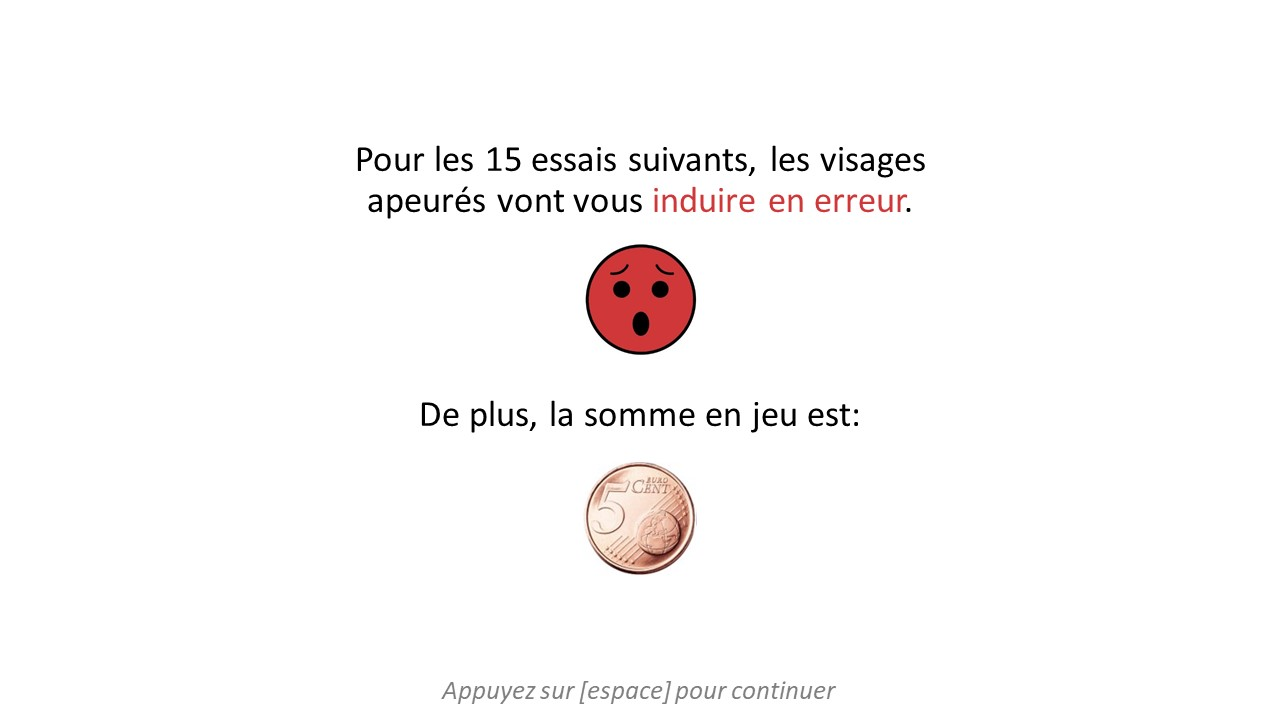 Pour les 15 essais suivants, les visages
apeurés vont vous induire en erreur.
De plus, la somme en jeu est:
5 EURO
CENT
Appuyez sur [espace] pour continuer